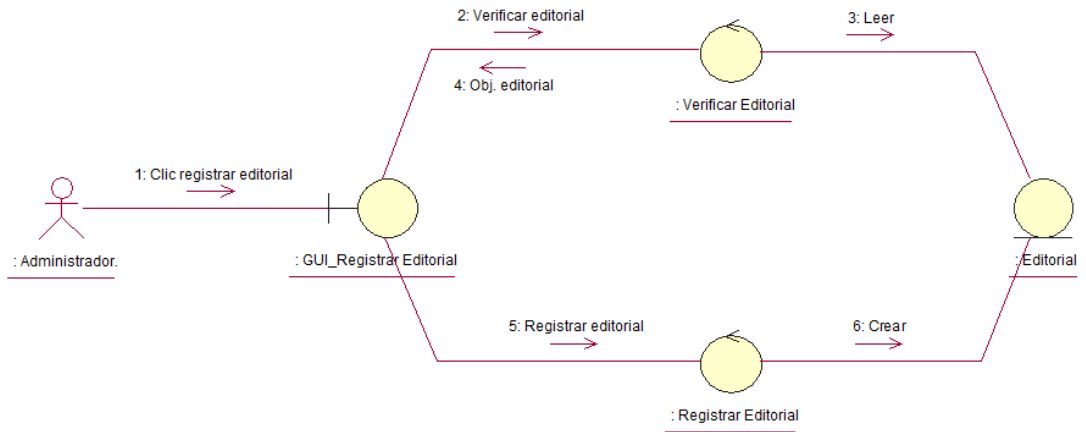 2: Verificar editorial
3: Leer
4: Obj. editorial
: Verificar Editorial
1: Clic registrar editorial
: Administrador.
: GUI_Registrar Editorial
: Editorial
5: Registrar editorial
6: Crear
: Registrar Editorial